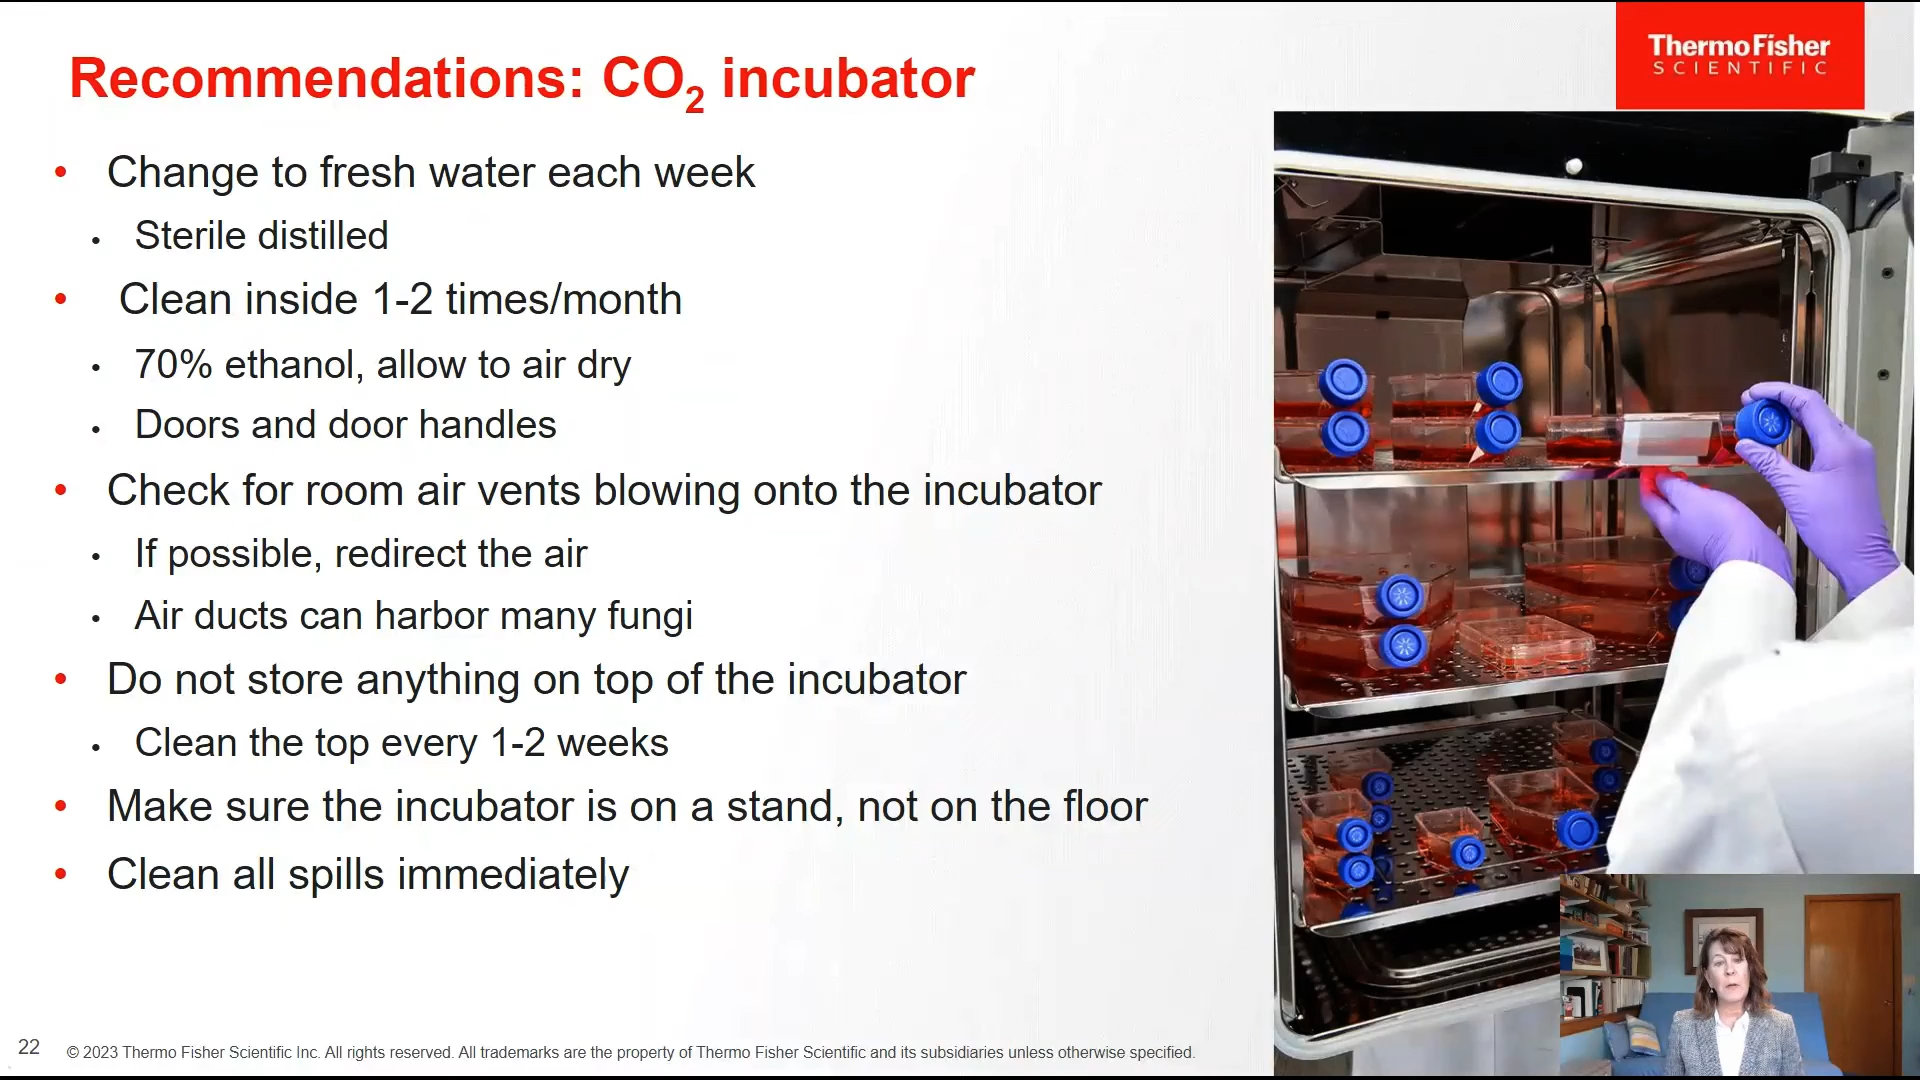 Recommendations: CO₂ incubator
ThermoFisher
SCIENTIFIC
• Change to fresh water each week
• Sterile distilled
• Clean inside 1-2 times/month
• 70% ethanol, allow to air dry
• Doors and door handles
• Check for room air vents blowing onto the incubator
• If possible, redirect the air
• Air ducts can harbor many fungi
• Do not store anything on top of the incubator
• Clean the top every 1-2 weeks
• Make sure the incubator is on a stand, not on the floor
• Clean all spills immediately
22
© 2023 Thermo Fisher Scientific Inc. All rights reserved. All trademarks are the property of Thermo Fisher Scientific and its subsidiaries unless otherwise specified.